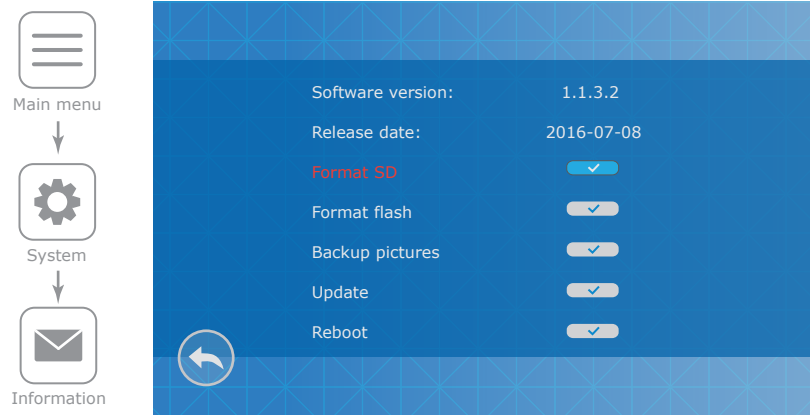 Main menu
System
Information
Software version: 1.1.3.2
Release date: 2016-07-08
Format SD
Format flash
Backup pictures
Update
Reboot